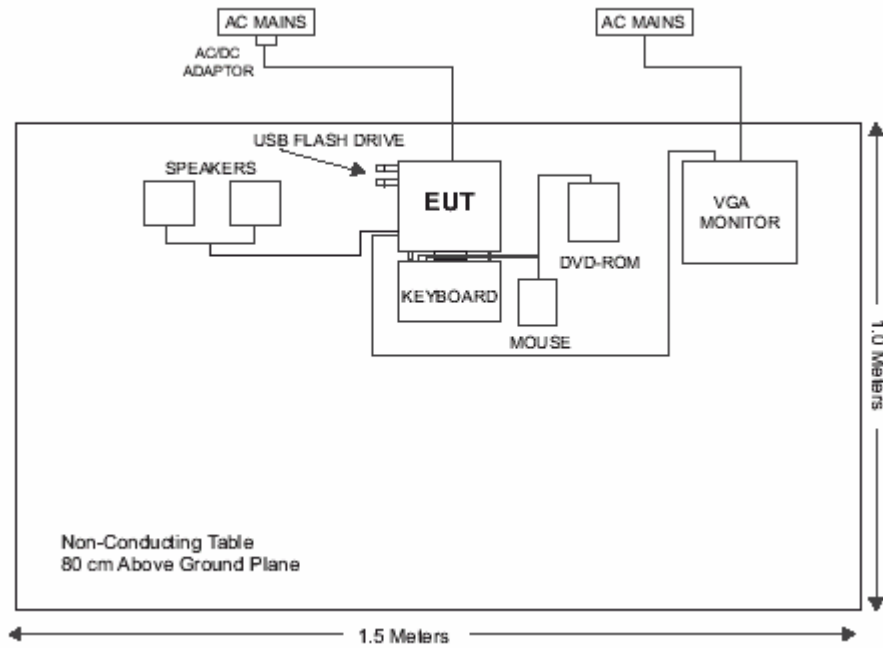 AC MAINS
AC MAINS
AC/DC
ADAPTOR
USB FLASH DRIVE
SPEAKERS
EUT
VGA
MONITOR
DVD-ROM
KEYBOARD
MOUSE
1.0 Meters
Non-Conducting Table
80 cm Above Ground Plane
1.5 Meters